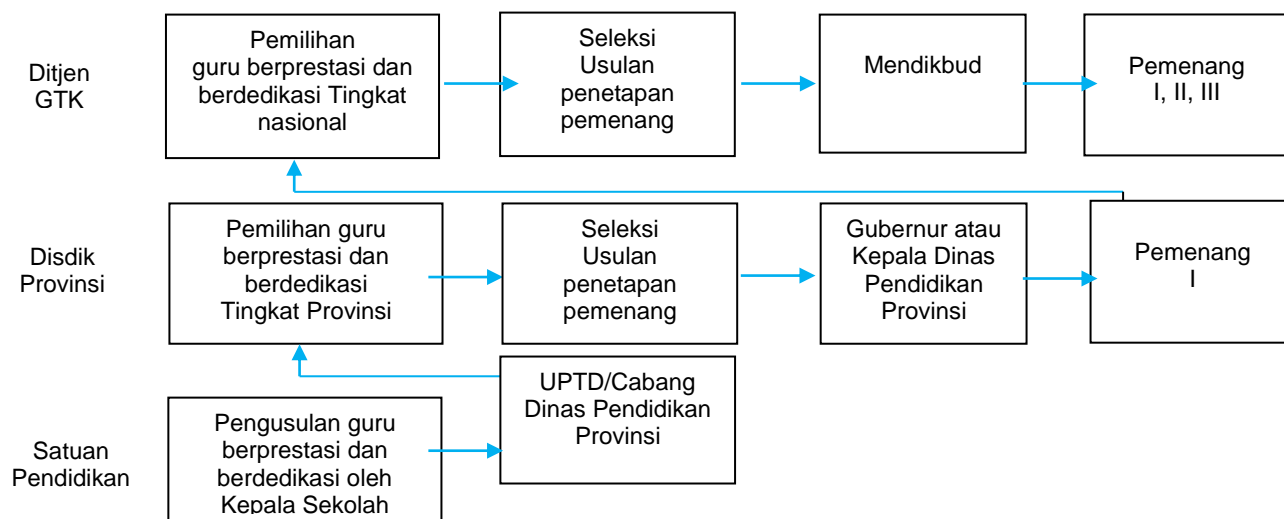 Ditjen
GTK
Pemilihan
guru berprestasi dan
berdedikasi Tingkat
nasional
Seleksi
Usulan
penetapan
pemenang
Mendikbud
Pemenang
I, II, III
Disdik
Provinsi
Pemilihan guru
berprestasi dan
berdedikasi
Tingkat Provinsi
Seleksi
Usulan
penetapan
pemenang
Gubernur atau
Kepala Dinas
Pendidikan
Provinsi
Pemenang
I
Satuan
Pendidikan
Pengusulan guru
berprestasi dan
berdedikasi oleh
Kepala Sekolah
UPTD/Cabang
Dinas Pendidikan
Provinsi